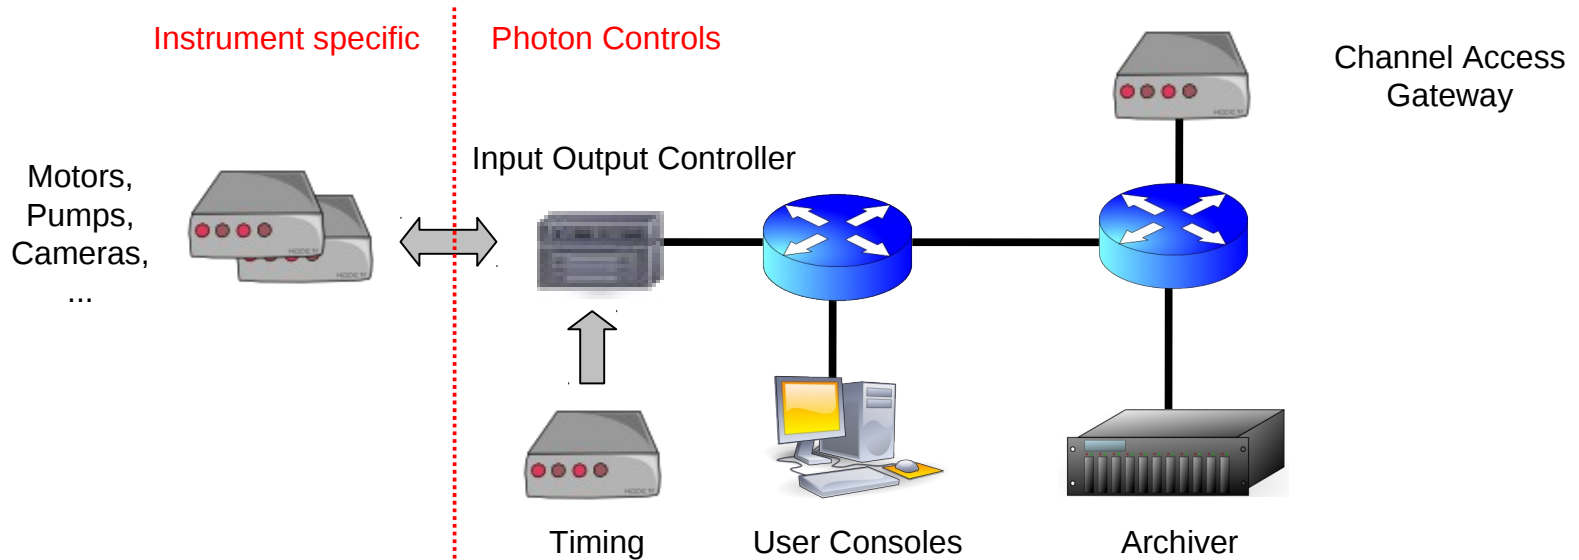 Instrument specific
Photon Controls
Channel Access
Gateway
Input Output Controller
Motors,
Pumps,
Cameras,
...
Timing
User Consoles
Archiver